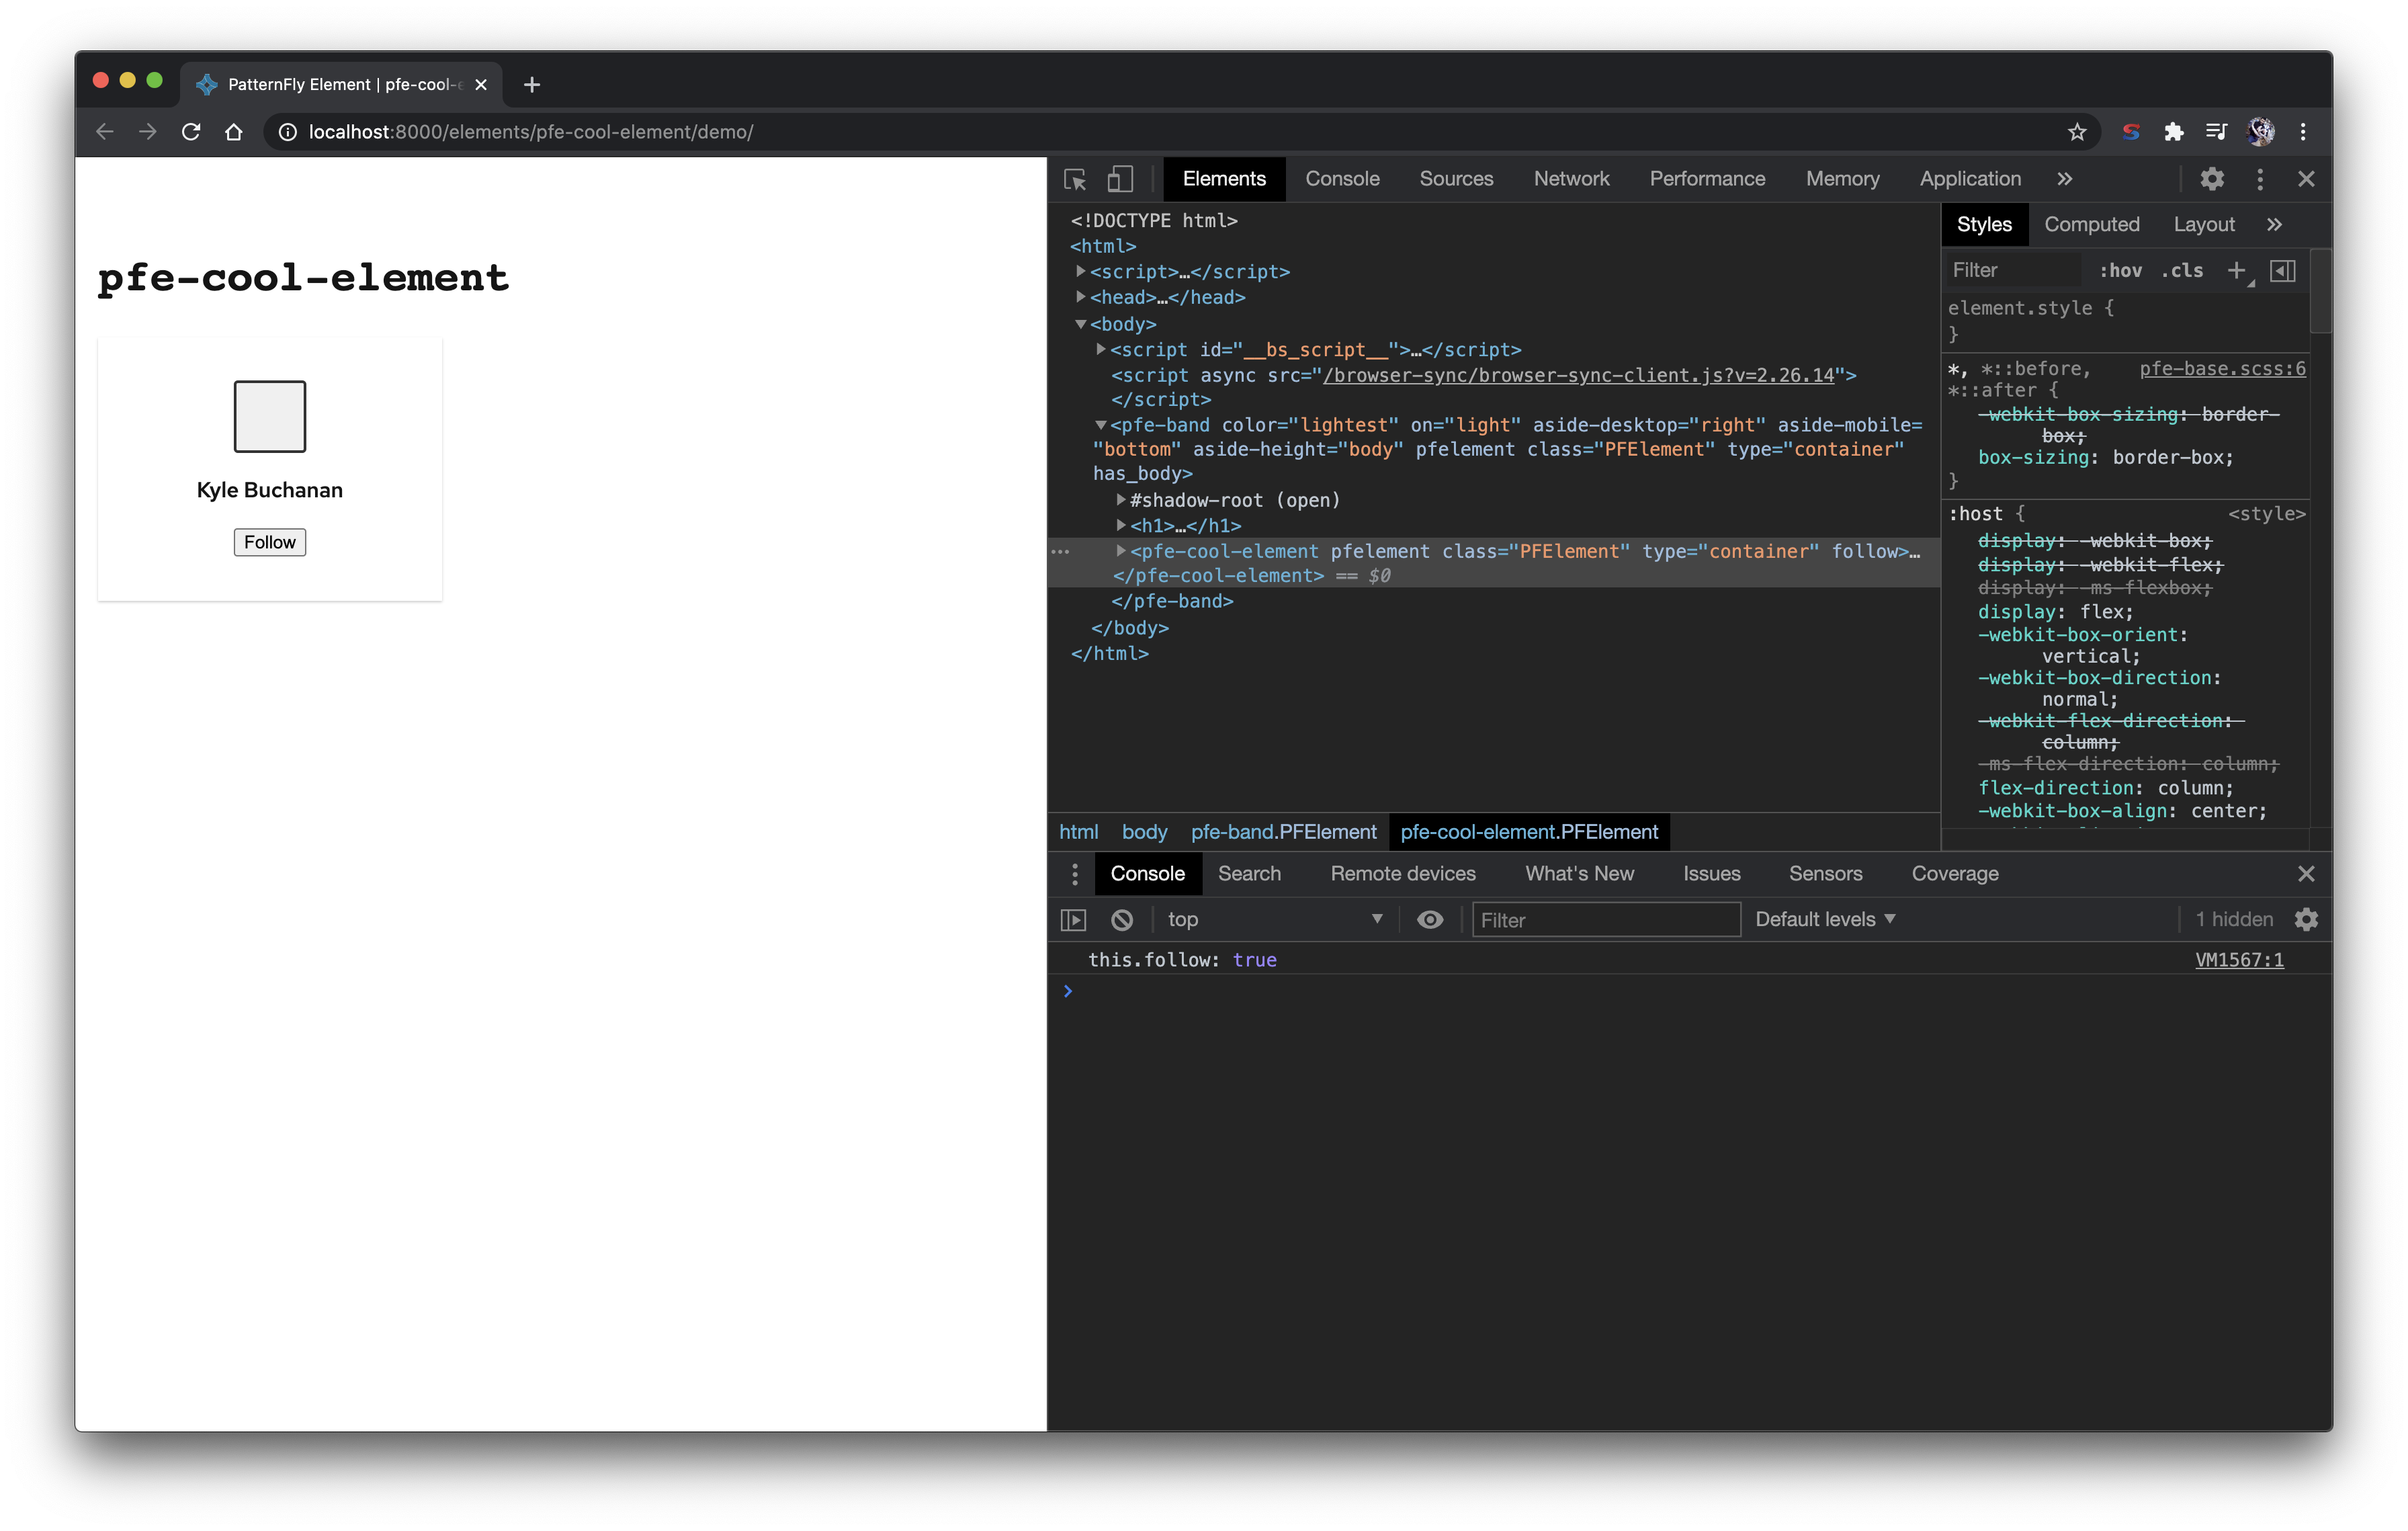 PatternFly Element | pfe-cool-e
localhost:8000/elements/pfe-cool-element/demo/
pfe-cool-element
Kyle Buchanan
Follow
Elements Console Sources Network Performance Memory Application
<!DOCTYPE html>
<html>
<script>…</script>
<head>…</head>
<body>
<script id="__bs_script__">…</script>
<script async src="/browser-sync/browser-sync-client.js?v=2.26.14">
</script>
<pfe-band color="lightest" on="light" aside-desktop="right" aside-mobile=
"bottom" aside-height="body" pfelement class="PFElement" type="container"
has_body>
#shadow-root (open)
<h1>…</h1>
<pfe-cool-element pfelement class="PFElement" type="container" follow>…
</pfe-cool-element> == $0
</pfe-band>
</body>
</html>
html body pfe-band.PFElement pfe-cool-element.PFElement
Styles Computed Layout
Filter :hov .cls
element.style {
}
*, *::before, pfe-base.scss:6
*::after {
-webkit-box-sizing: border-
box;
box-sizing: border-box;
}
:host { <style>
display: -webkit-box;
display: -webkit-flex;
display: -ms-flexbox;
display: flex;
-webkit-box-orient:
vertical;
-webkit-box-direction:
normal;
-webkit-flex-direction:
column;
-ms-flex-direction: column;
flex-direction: column;
-webkit-box-align: center;
Console Search Remote devices What's New Issues Sensors Coverage
top Filter Default levels 1 hidden
this.follow: true VM1567:1